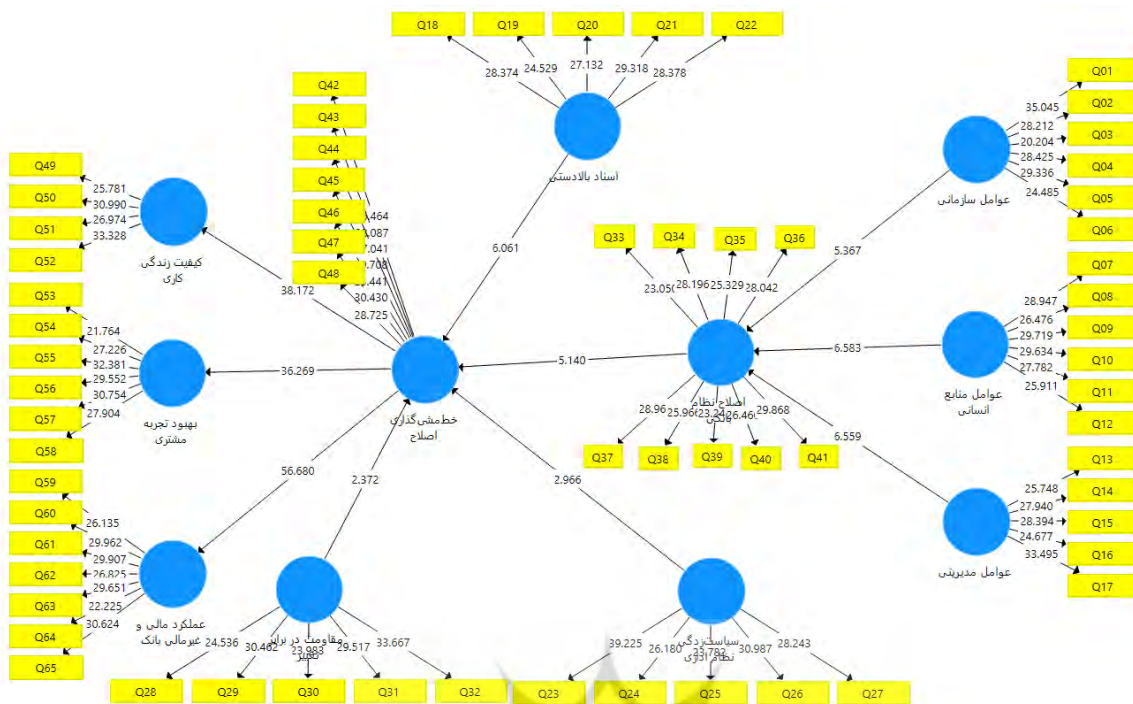 Q18
Q19
Q20
Q21
Q22
28.374
24.529
27.132
29.318
28.378
اسناد بالادستی
6.061
Q42
Q43
Q44
Q45
Q46
Q47
Q48
30.430
28.725
Q01
Q02
Q03
Q04
Q05
Q06
35.045
28.212
20.204
28.425
29.336
24.485
عوامل سازمانی
5.367
Q49
Q50
Q51
Q52
25.781
30.990
26.974
33.328
کیفیت زندگی
کاری
38.172
Q33
Q34
Q35
Q36
28.196
25.329
28.042
Q07
Q08
Q09
Q10
Q11
Q12
28.947
26.476
29.719
29.634
27.782
25.911
عوامل منابع
انسانی
6.583
5.140
Q53
Q54
Q55
Q56
Q57
Q58
21.764
27.226
32.381
29.552
30.754
27.904
بهبود تجربه
مشتری
36.269
خط‌مشی‌گذاری
اصلاح
اصلاح نظام
بانکی
29.868
Q37
Q38
Q39
Q40
Q41
6.559
Q13
Q14
Q15
Q16
Q17
25.748
27.940
28.394
24.677
33.495
عوامل مدیریتی
56.680
2.372
2.966
Q59
Q60
Q61
Q62
Q63
Q64
Q65
26.135
29.962
29.907
26.825
29.651
22.225
30.624
عملکرد مالی و
غیرمالی بانک
مقاومت در برابر
تغییر
24.536
30.462
23.983
29.517
33.667
Q28
Q29
Q30
Q31
Q32
سیاست‌زدگی
نظام اداری
39.225
26.180
30.987
28.243
Q23
Q24
Q25
Q26
Q27